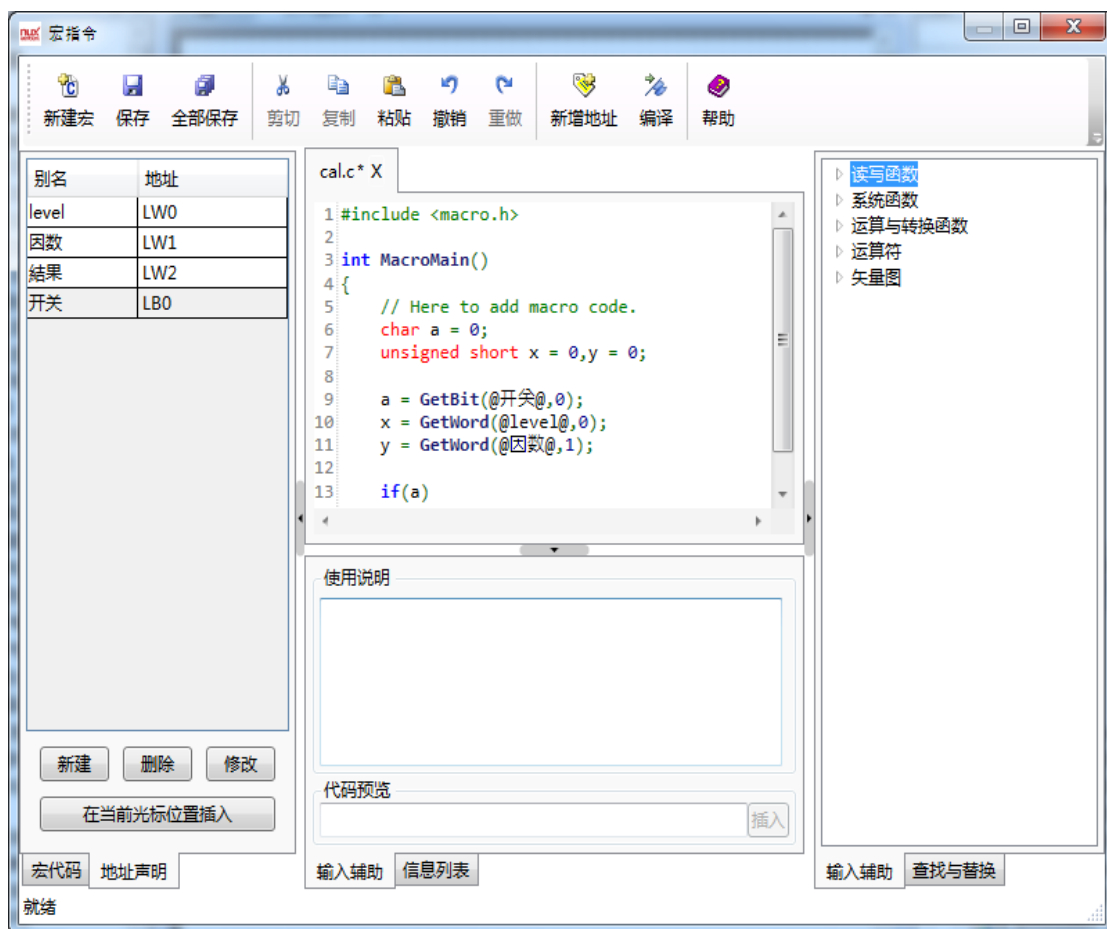 宏指令
新建宏 保存 全部保存 剪切 复制 粘贴 撤销 重做 新增地址 编译 帮助
别名 地址
level LW0
因数 LW1
結果 LW2
开关 LB0
新建 删除 修改
在当前光标位置插入
宏代码 地址声明
cal.c* X
1 #include <macro.h>
2
3 int MacroMain()
4 {
5 // Here to add macro code.
6 char a = 0;
7 unsigned short x = 0,y = 0;
8
9 a = GetBit(@开关@,0);
10 x = GetWord(@level@,0);
11 y = GetWord(@因数@,1);
12
13 if(a)
使用说明
代码预览
插入
输入辅助 信息列表
读写函数
系统函数
运算与转换函数
运算符
矢量图
输入辅助 查找与替换
就绪